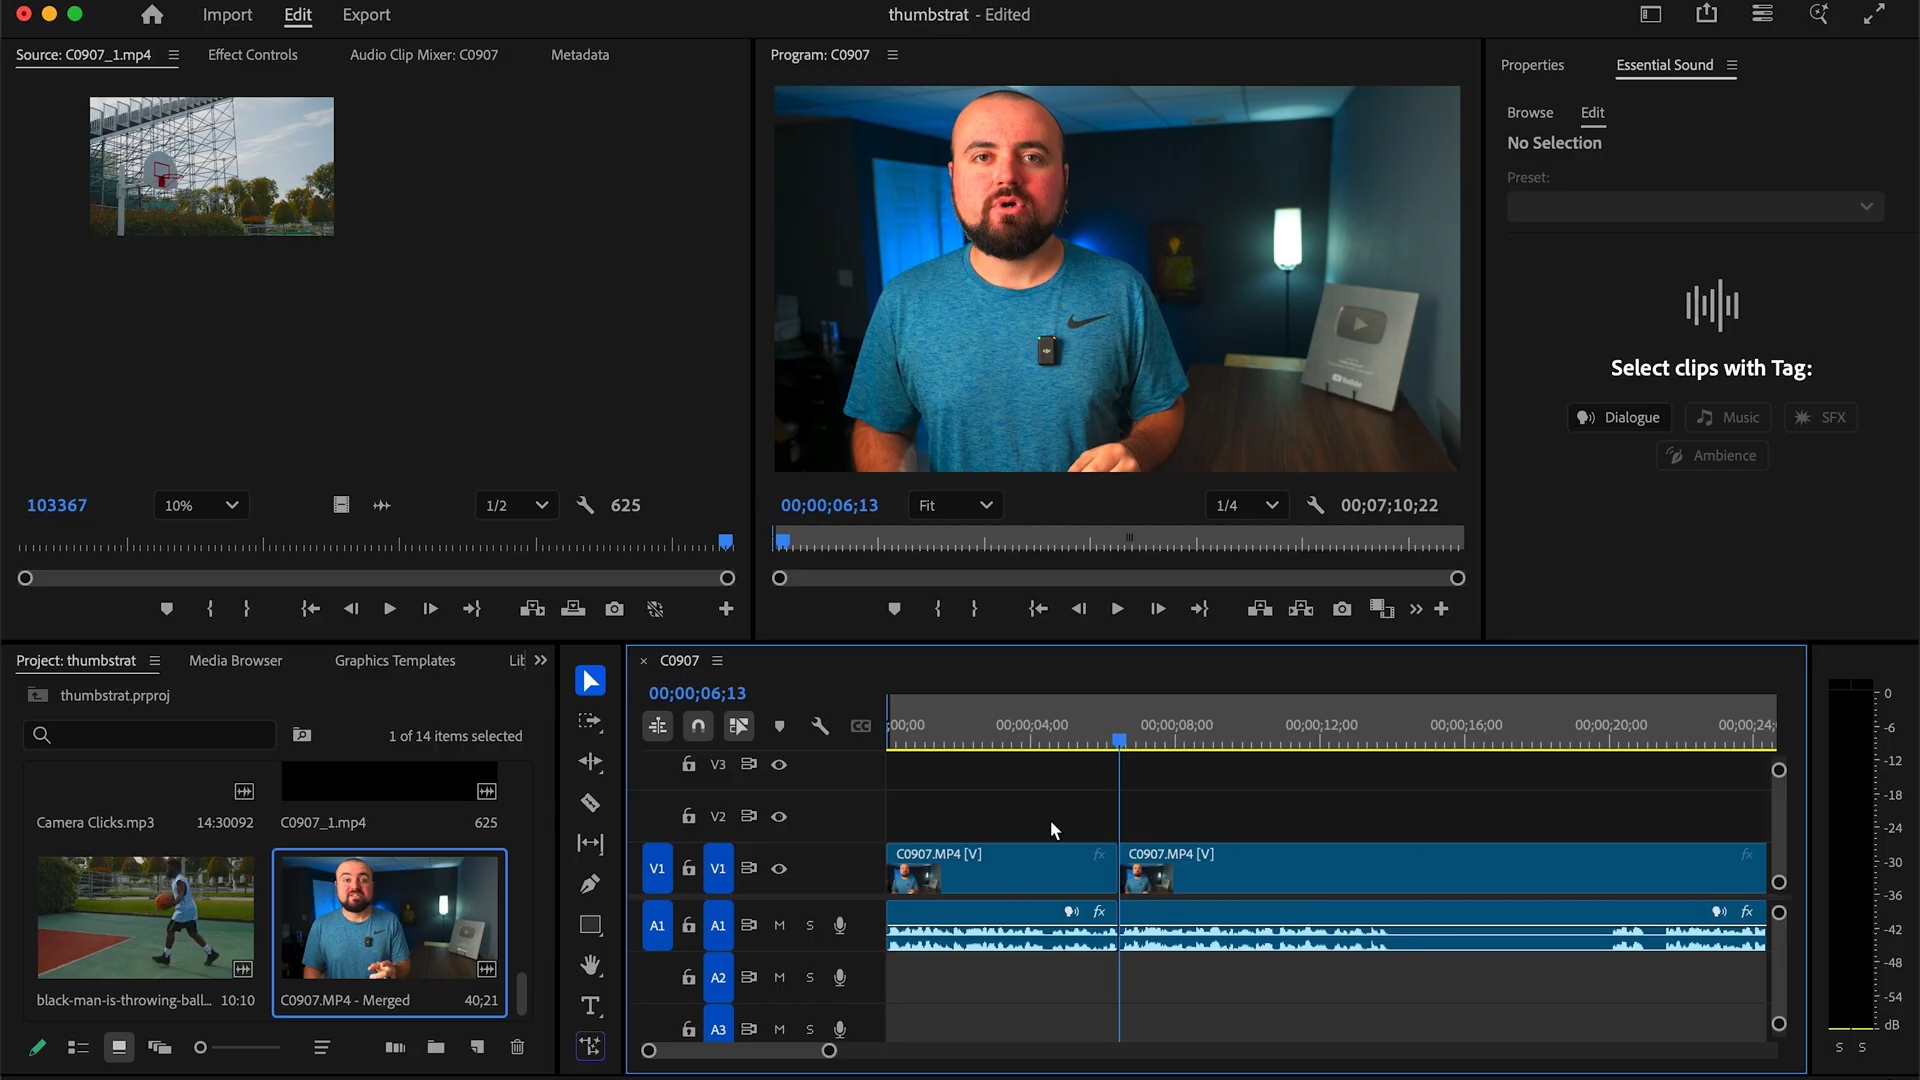 Import
Edit
Export
thumbstrat - Edited
Source: C0907_1.mp4
Effect Controls
Audio Clip Mixer: C0907
Metadata
Program: C0907
Properties
Essential Sound
Browse
Edit
No Selection
Preset:
Select clips with Tag:
Dialogue
Music
SFX
Ambience
YouTube
103367
10%
1/2
625
00;00;06;13
Fit
1/4
00;07;10;22
Project: thumbstrat
Media Browser
Graphics Templates
Lit
thumbstrat.prproj
1 of 14 items selected
Camera Clicks.mp3
14:30092
C0907_1.mp4
625
black-man-is-throwing-ball...
10:10
C0907.MP4 - Merged
40;21
T
× C0907
00;00;06;13
CC
;00;00
00;00;04;00
00;00;08;00
00;00;12;00
00;00;16;00
00;00;20;00
00;00;24;
V3
V2
V1
V1
C0907.MP4 [V]
fx
C0907.MP4 [V]
fx
A1
A1
M
S
fx
fx
A2
M
S
A3
M
S
0
-6
-12
-18
-24
-30
-36
-42
-48
-54
dB
S
S